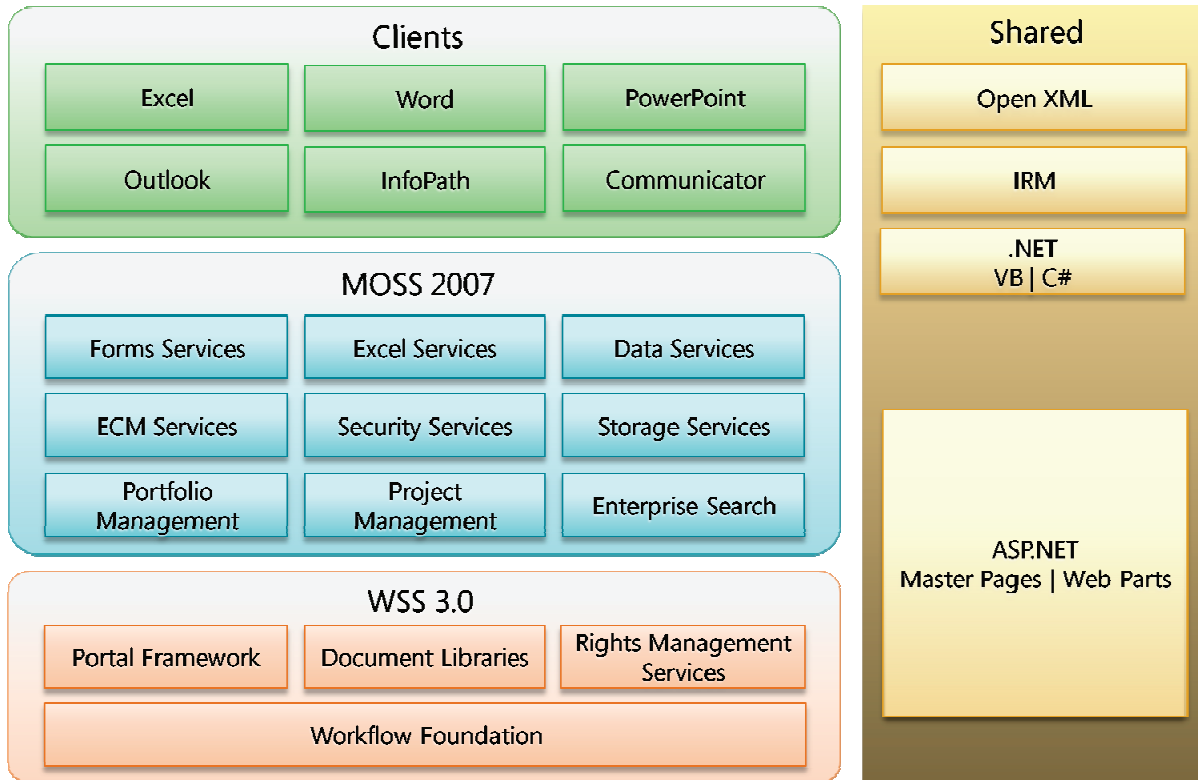 Clients
Excel
Word
PowerPoint
Outlook
InfoPath
Communicator
MOSS 2007
Forms Services
Excel Services
Data Services
ECM Services
Security Services
Storage Services
Portfolio
Management
Project
Management
Enterprise Search
WSS 3.0
Portal Framework
Document Libraries
Rights Management
Services
Workflow Foundation
Shared
Open XML
IRM
.NET
VB | C#
ASP.NET
Master Pages | Web Parts